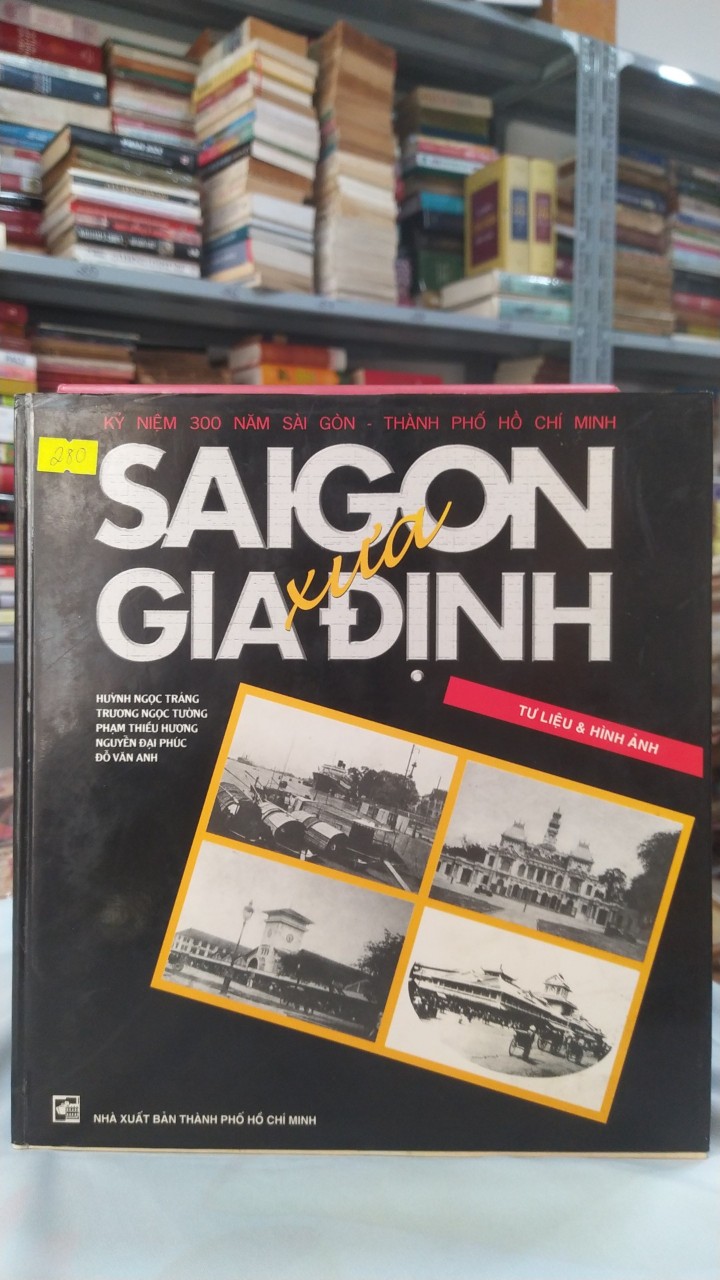 KỶ NIỆM 300 NĂM SÀI GÒN - THÀNH PHỐ HỒ CHÍ MINH
280
SAIGON
xưa
GIA ĐỊNH
TƯ LIỆU & HÌNH ẢNH
HUỲNH NGỌC TRẢNG
TRƯƠNG NGỌC TƯỜNG
PHẠM THIẾU HƯƠNG
NGUYỄN ĐẠI PHÚC
ĐỖ VĂN ANH
NHÀ XUẤT BẢN THÀNH PHỐ HỒ CHÍ MINH